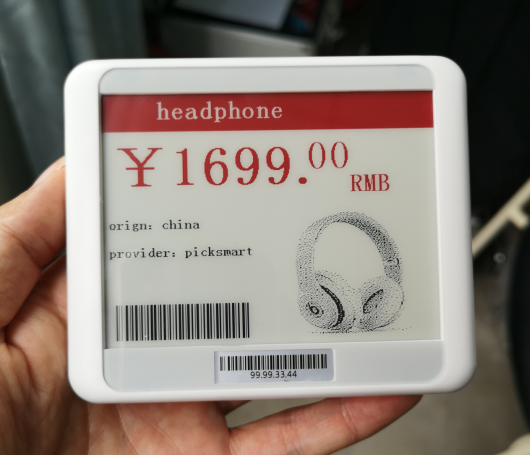 headphone
¥1699.00
RMB
orign: china
provider: picksmart
99.99.33.44